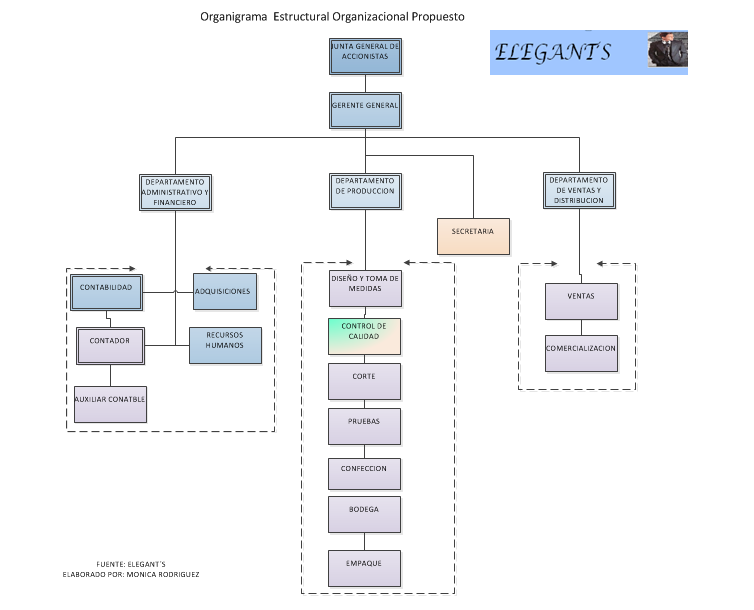 Organigrama Estructural Organizacional Propuesto
ELEGANT'S
JUNTA GENERAL DE
ACCIONISTAS
GERENTE GENERAL
DEPARTAMENTO
ADMINISTRATIVO Y
FINANCIERO
DEPARTAMENTO
DE PRODUCCION
DEPARTAMENTO
DE VENTAS Y
DISTRIBUCION
SECRETARIA
CONTABILIDAD
ADQUISICIONES
CONTADOR
RECURSOS
HUMANOS
AUXILIAR CONATBLE
DISEÑO Y TOMA DE
MEDIDAS
CONTROL DE
CALIDAD
CORTE
PRUEBAS
CONFECCION
BODEGA
EMPAQUE
VENTAS
COMERCIALIZACION
FUENTE: ELEGANT´S
ELABORADO POR: MONICA RODRIGUEZ